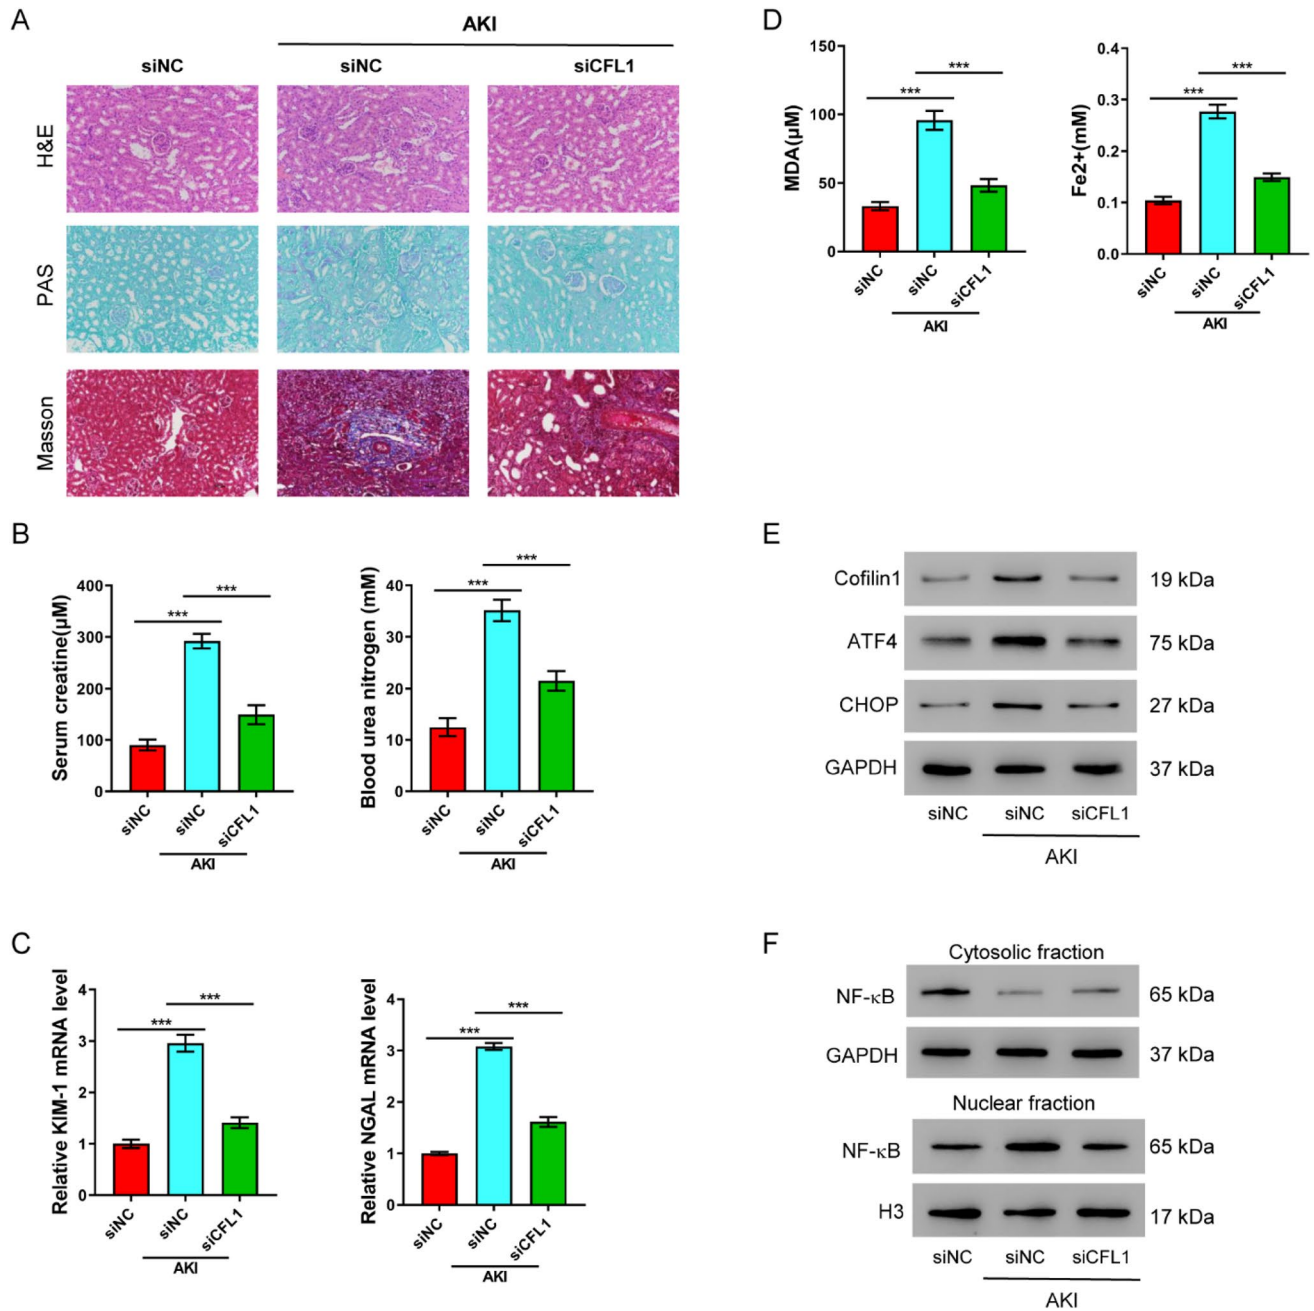 A
AKI
siNC
siNC
siCFL1
H&E
PAS
Masson
B
Serum creatine(μM)
400
300
200
100
0
***
***
siNC
siNC
siCFL1
AKI
Blood urea nitrogen (mM)
40
30
20
10
0
***
***
siNC
siNC
siCFL1
AKI
C
Relative KIM-1 mRNA level
4
3
2
1
0
***
***
siNC
siNC
siCFL1
AKI
Relative NGAL mRNA level
4
3
2
1
0
***
***
siNC
siNC
siCFL1
AKI
D
MDA(μM)
150
100
50
0
***
***
siNC
siNC
siCFL1
AKI
Fe2+(mM)
0.4
0.3
0.2
0.1
0.0
***
***
siNC
siNC
siCFL1
AKI
E
Cofilin1 19 kDa
ATF4 75 kDa
CHOP 27 kDa
GAPDH 37 kDa
siNC siNC siCFL1
AKI
F
Cytosolic fraction
NF-κB 65 kDa
GAPDH 37 kDa
Nuclear fraction
NF-κB 65 kDa
H3 17 kDa
siNC siNC siCFL1
AKI